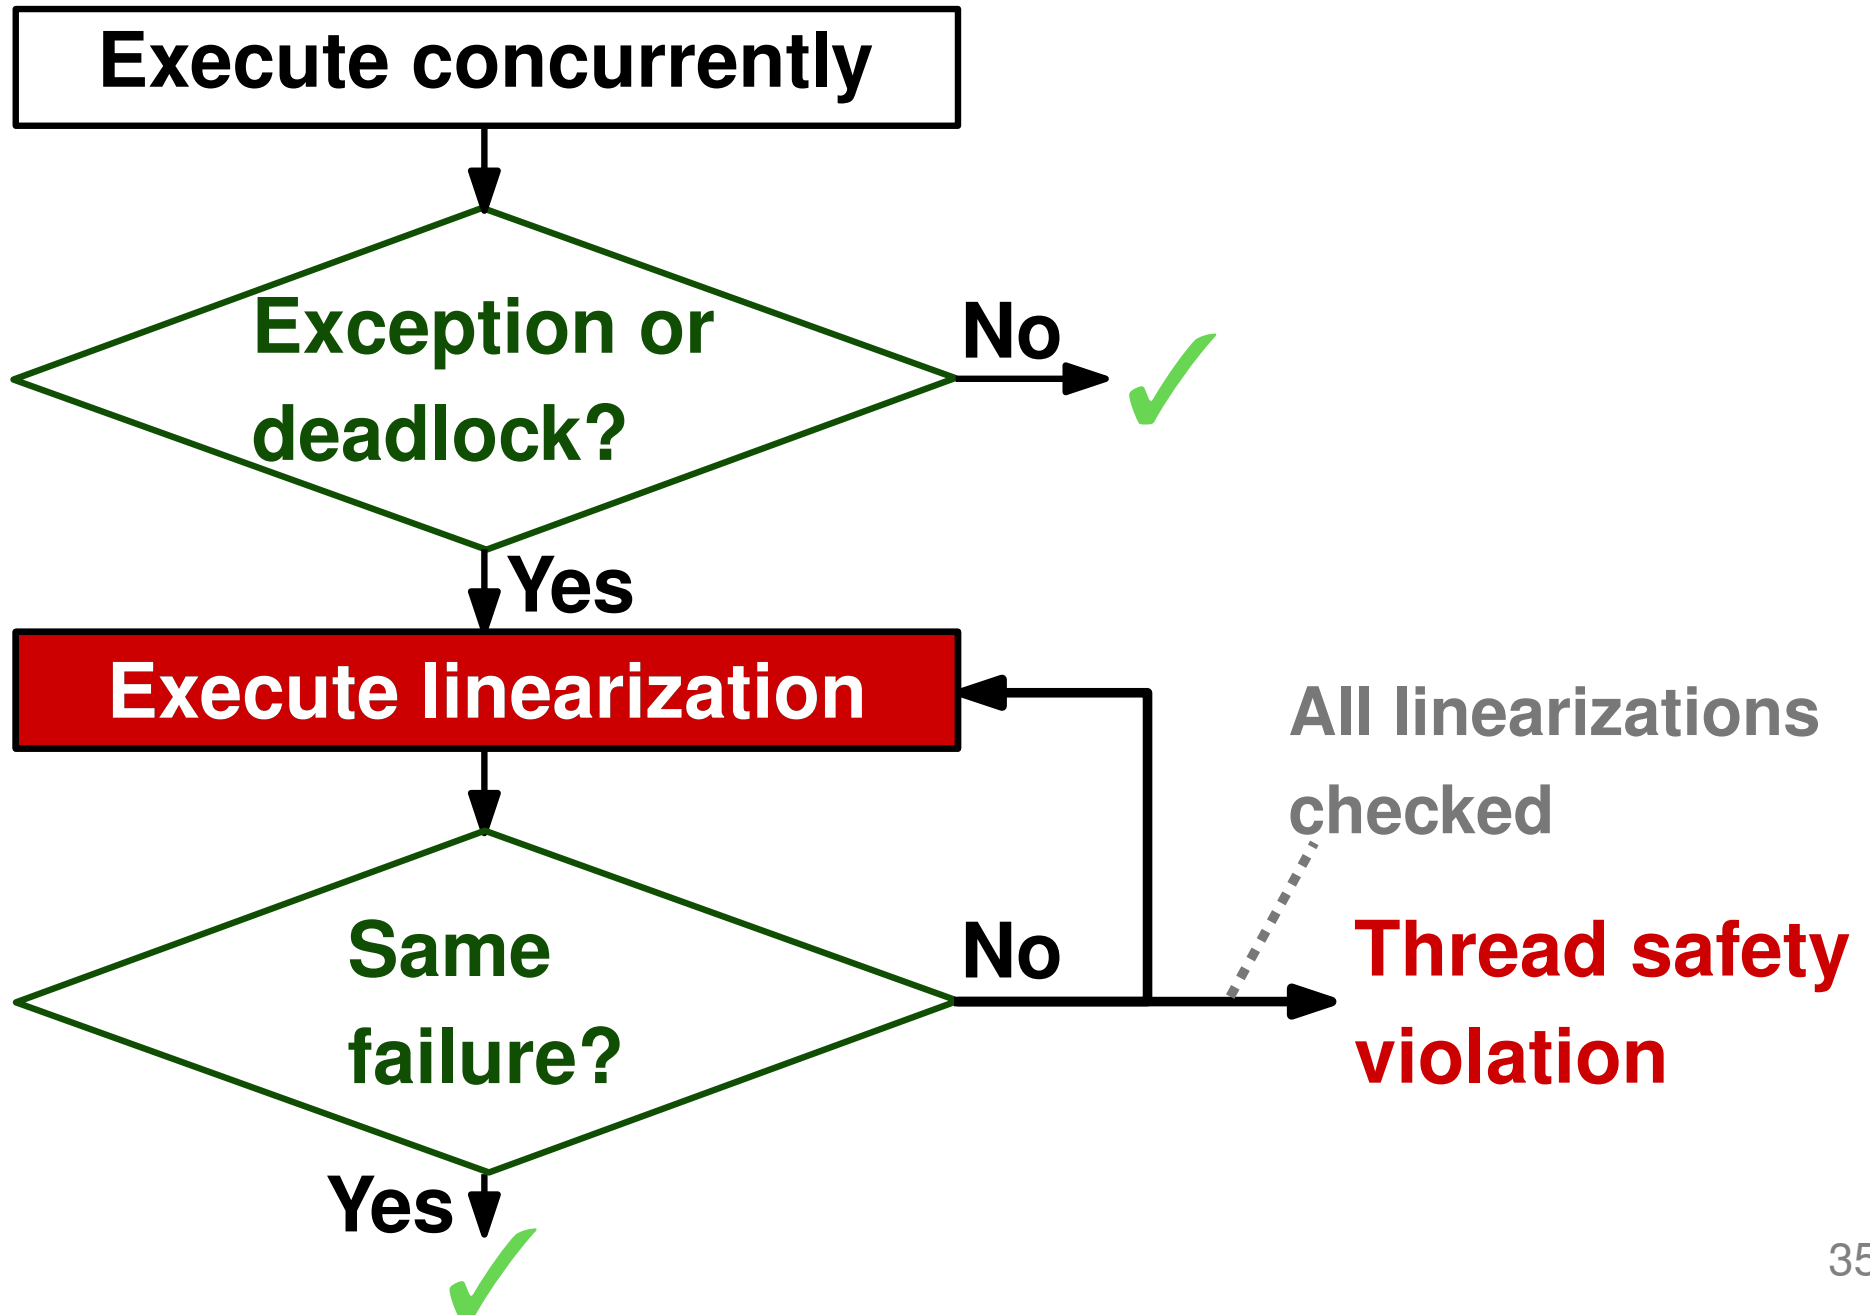 Execute concurrently
Exception or
deadlock?
No
Yes
Execute linearization
All linearizations
checked
Same
failure?
No
Thread safety
violation
Yes
35